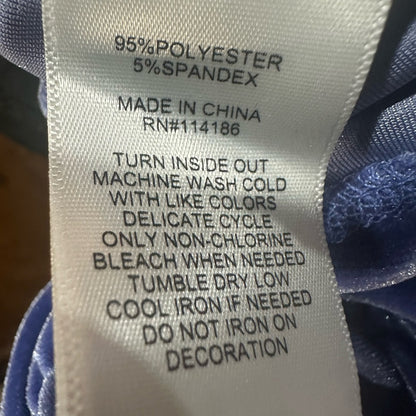 95%POLYESTER
5%SPANDEX
MADE IN CHINA
RN#114186
TURN INSIDE OUT
MACHINE WASH COLD
WITH LIKE COLORS
DELICATE CYCLE
ONLY NON-CHLORINE
BLEACH WHEN NEEDED
TUMBLE DRY LOW
COOL IRON IF NEEDED
DO NOT IRON ON
DECORATION